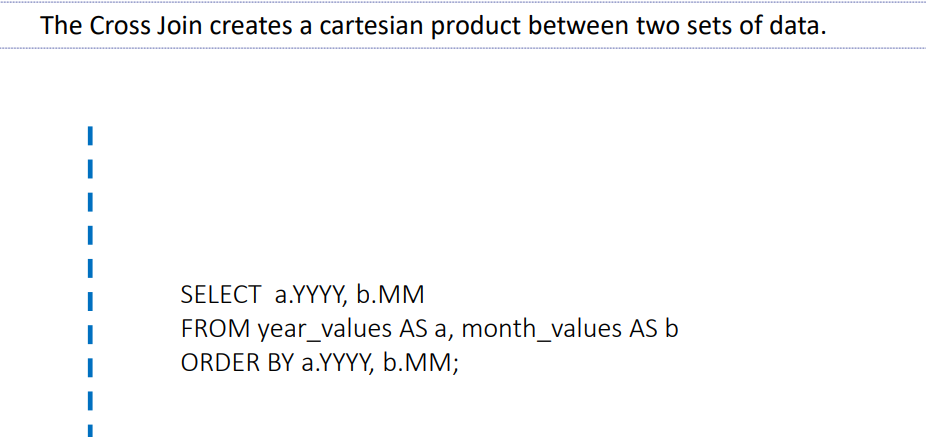 The Cross Join creates a cartesian product between two sets of data.
SELECT  a.YYYY, b.MM
FROM year_values AS a, month_values AS b
ORDER BY a.YYYY, b.MM;